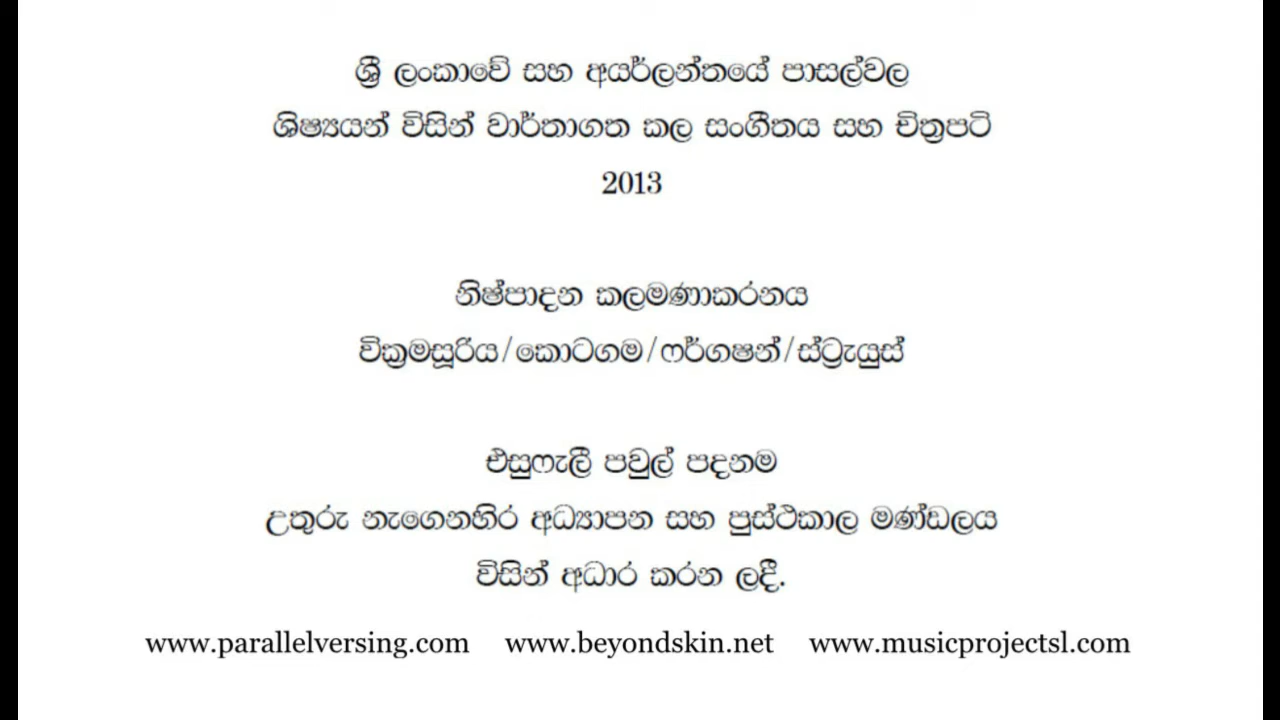 ශ්‍රී ලංකාවේ සහ අයර්ලන්තයේ පාසල්වල
ශිෂ්‍යයන් විසින් වාර්තාගත කල සංගීතය සහ චිත්‍රපටි
2013
නිෂ්පාදන කලමණාකරනය
වික්‍රමසූරිය/කොටගම/ෆර්ගෂන්/ස්ට්‍රැයුස්
එසුෆැලී පවුල් පදනම
උතුරු නැගෙනහිර අධ්‍යාපන සහ පුස්ථකාල මණ්ඩලය
විසින් අධාර කරන ලදී.
www.parallelversing.com www.beyondskin.net www.musicprojectsl.com